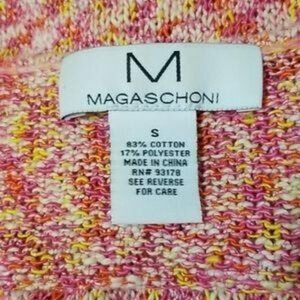 M
MAGASCHONI
S
83% COTTON
17% POLYESTER
MADE IN CHINA
RN# 93178
SEE REVERSE
FOR CARE